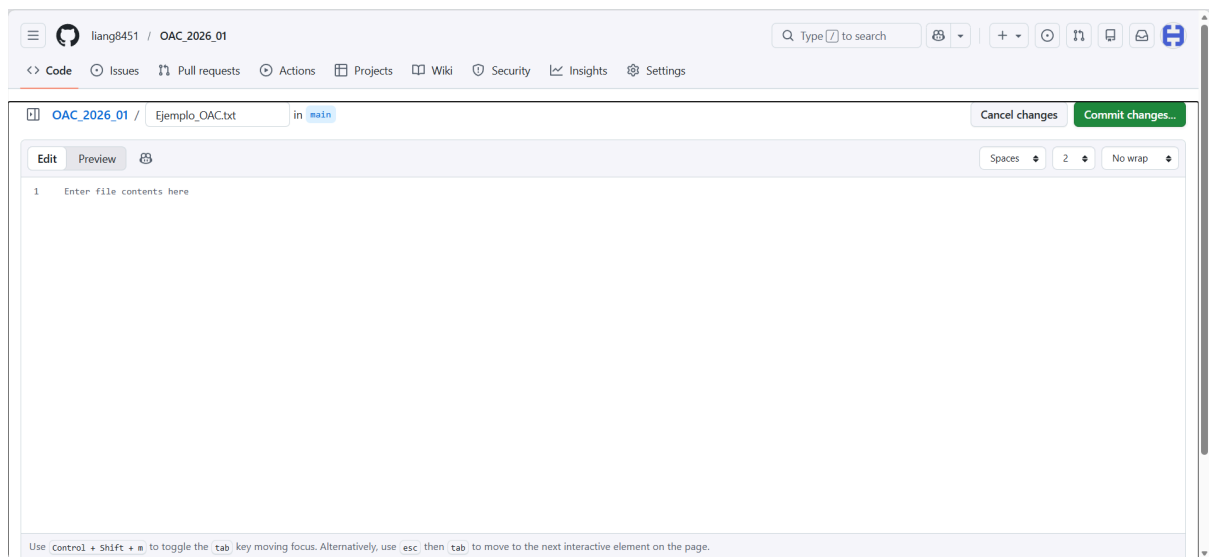 liang8451 / OAC_2026_01
Type / to search
Code Issues Pull requests Actions Projects Wiki Security Insights Settings
OAC_2026_01 / Ejemplo_OAC.txt in main
Cancel changes Commit changes...
Edit Preview
Spaces 2 No wrap
1 Enter file contents here
Use Control + Shift + m to toggle the tab key moving focus. Alternatively, use esc then tab to move to the next interactive element on the page.